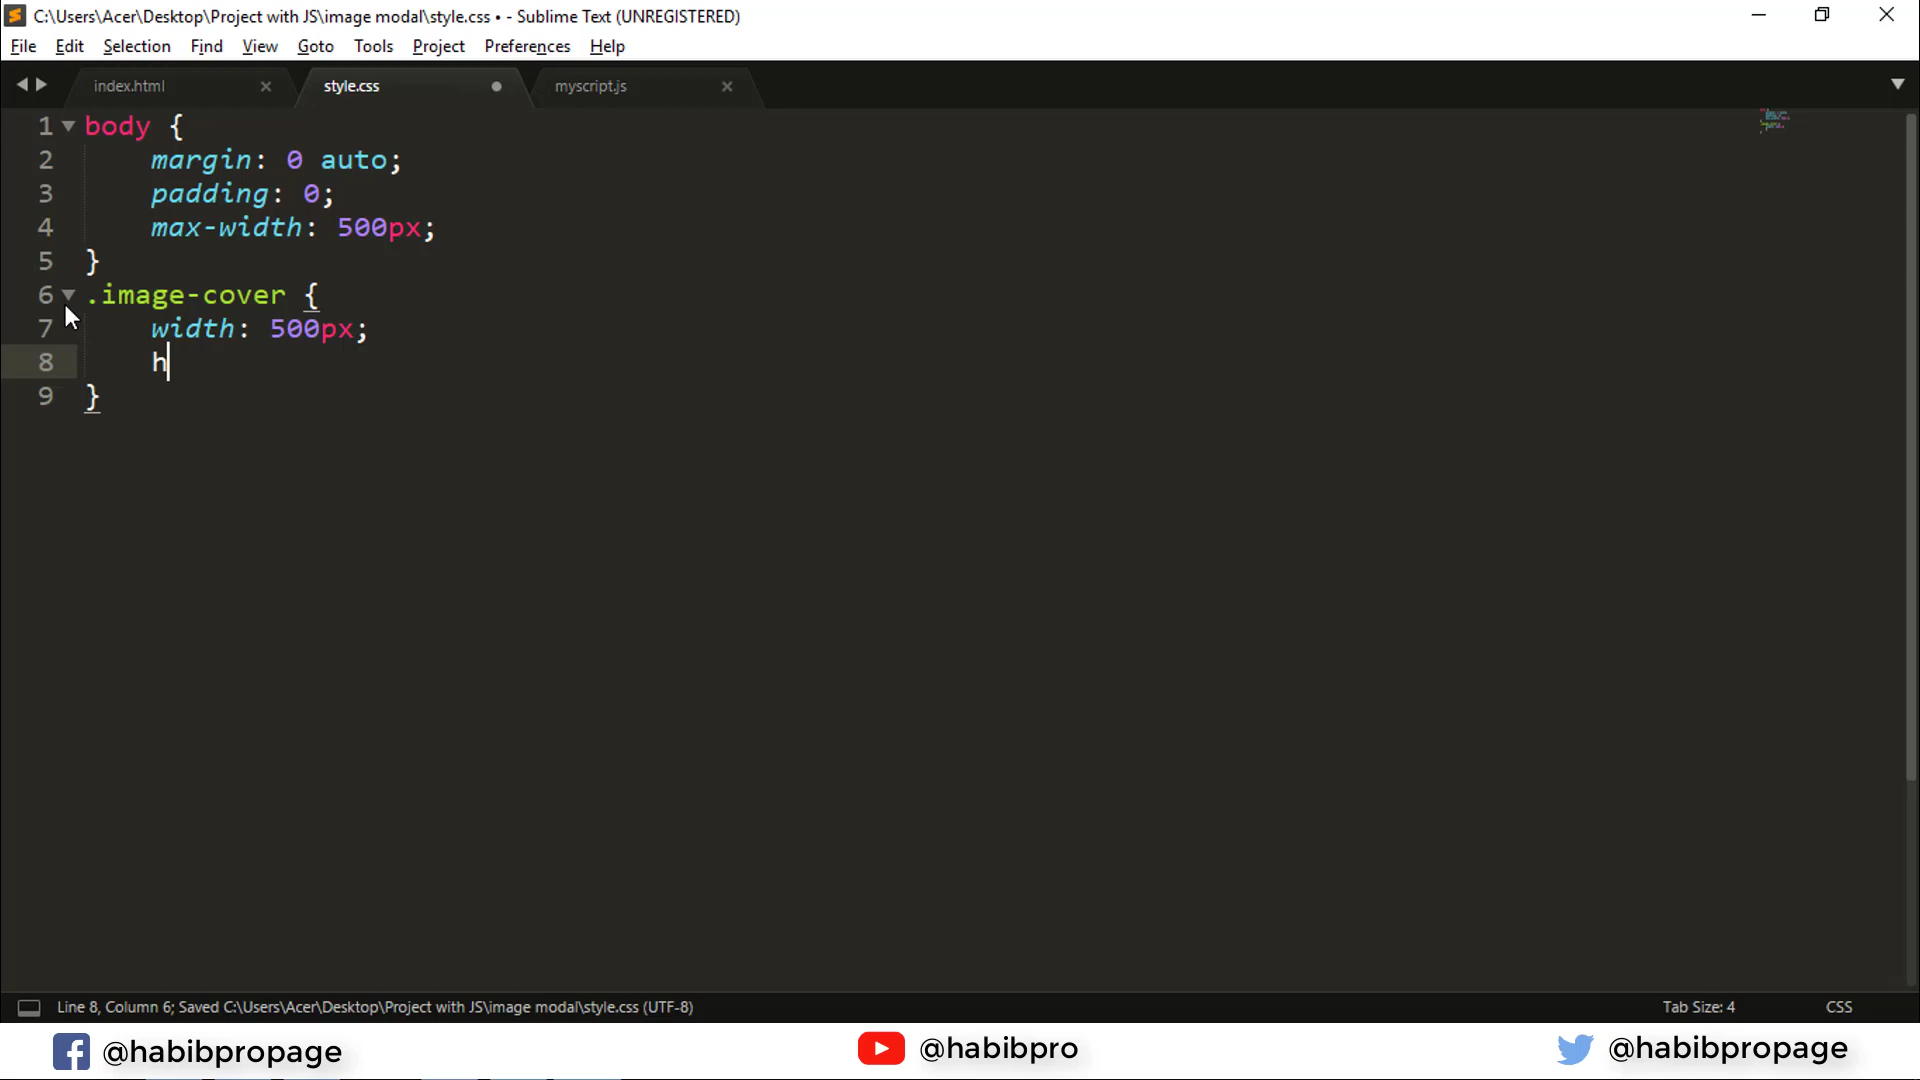 C:\Users\Acer\Desktop\Project with JS\image modal\style.css • - Sublime Text (UNREGISTERED)
File Edit Selection Find View Goto Tools Project Preferences Help
index.html style.css myscript.js
1 body {
2 margin: 0 auto;
3 padding: 0;
4 max-width: 500px;
5 }
6 .image-cover {
7 width: 500px;
8 h
9 }
Line 8, Column 6; Saved C:\Users\Acer\Desktop\Project with JS\image modal\style.css (UTF-8) Tab Size: 4 CSS
@habibpropage @habibpro @habibpropage